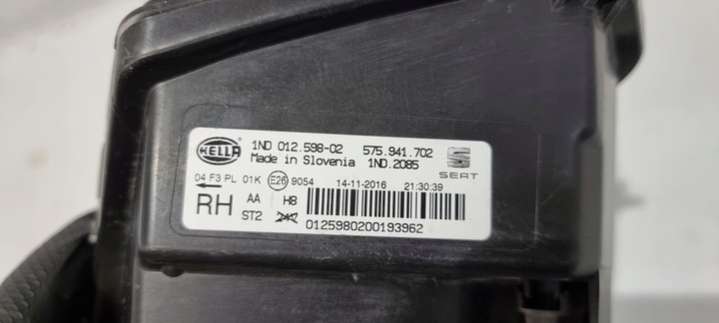 HELLA 1ND 012.598-02 575.941.702
Made in Slovenia 1ND.2085 SEAT
04 F3 PL 01K E26 9054 14-11-2016 21:30:39
RH AA H8
ST2
0125980200193962